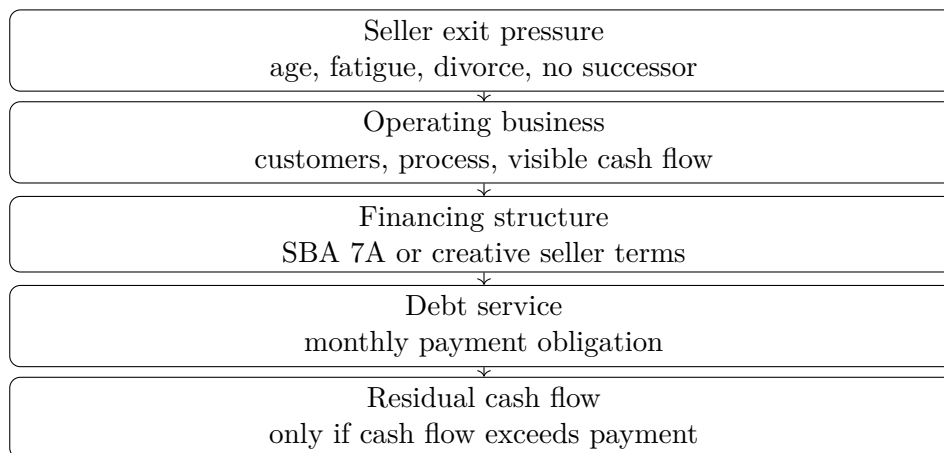 Seller exit pressure
age, fatigue, divorce, no successor
Operating business
customers, process, visible cash flow
Financing structure
SBA 7A or creative seller terms
Debt service
monthly payment obligation
Residual cash flow
only if cash flow exceeds payment